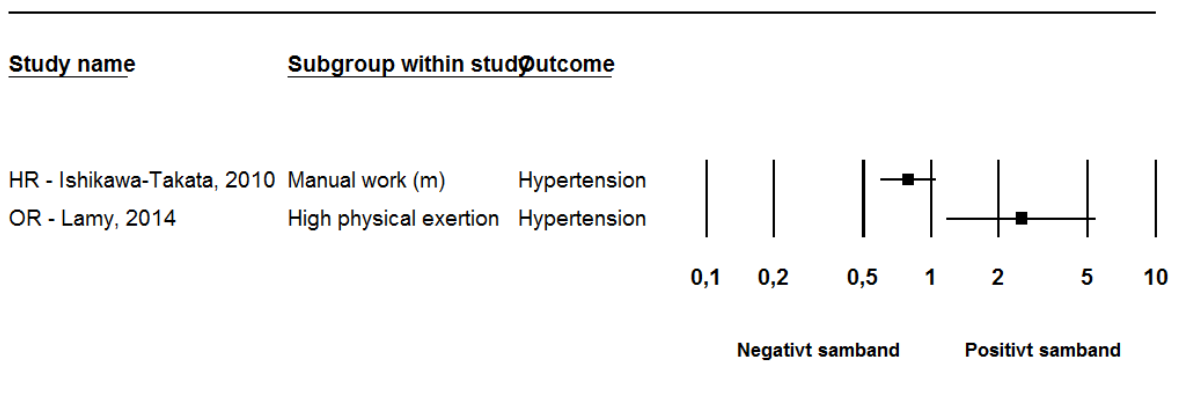 Study name Subgroup within study Outcome
HR - Ishikawa-Takata, 2010 Manual work (m) Hypertension
OR - Lamy, 2014 High physical exertion Hypertension
0,1 0,2 0,5 1 2 5 10
Negativt samband Positivt samband